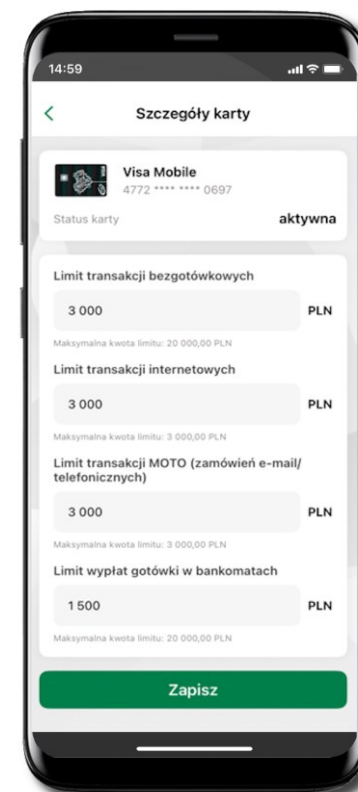 14:59
Szczegóły karty
Visa Mobile
4772 **** **** 0697
Status karty aktywna
Limit transakcji bezgotówkowych
3 000 PLN
Maksymalna kwota limitu: 20 000,00 PLN
Limit transakcji internetowych
3 000 PLN
Maksymalna kwota limitu: 3 000,00 PLN
Limit transakcji MOTO (zamówień e-mail/
telefonicznych)
3 000 PLN
Maksymalna kwota limitu: 3 000,00 PLN
Limit wypłat gotówki w bankomatach
1 500 PLN
Maksymalna kwota limitu: 20 000,00 PLN
Zapisz